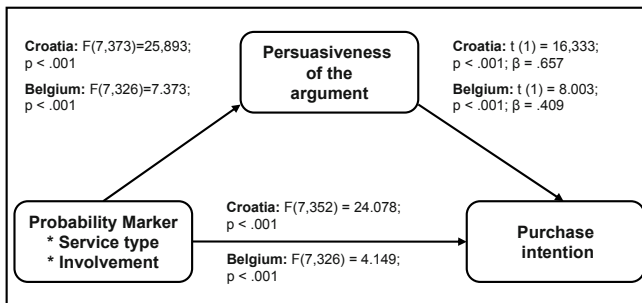 Croatia: F(7,373)=25,893;
p < .001
Belgium: F(7,326)=7.373;
p < .001
Persuasiveness
of the
argument
Croatia: t (1) = 16,333;
p < .001; β = .657
Belgium: t (1) = 8.003;
p < .001; β = .409
Probability Marker
* Service type
* Involvement
Croatia: F(7,352) = 24.078;
p < .001
Belgium: F(7,326) = 4.149;
p < .001
Purchase
intention